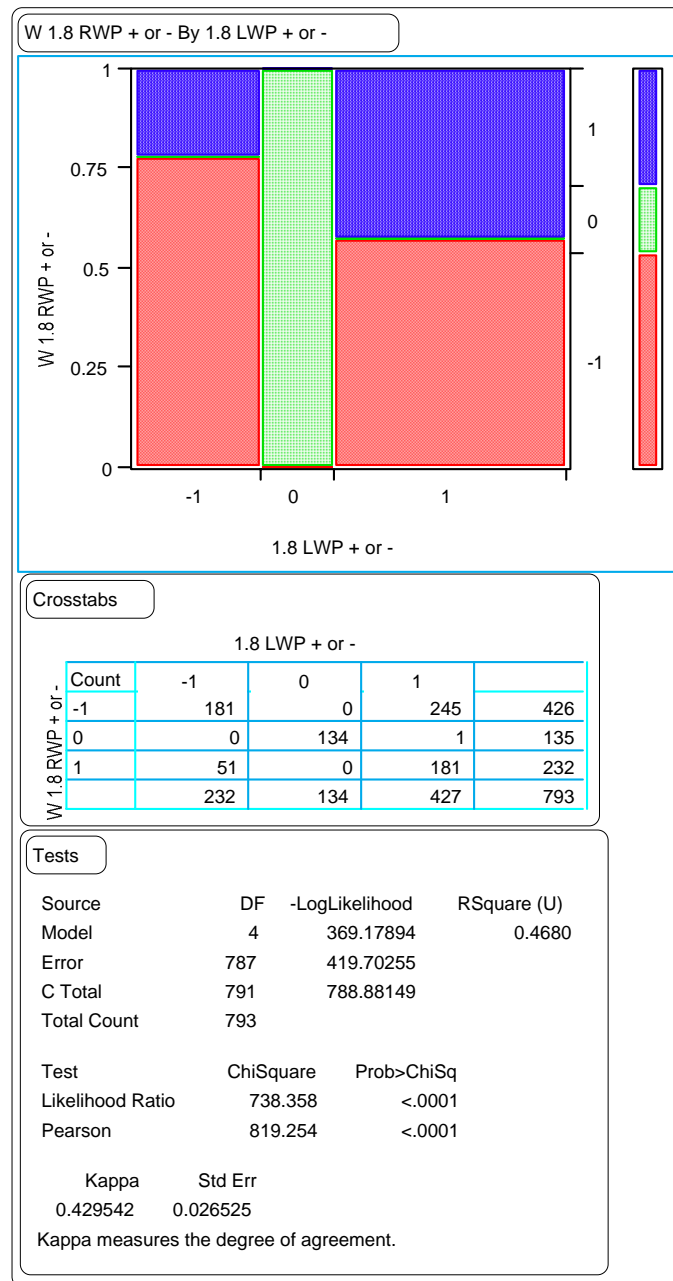 W 1.8 RWP + or - By 1.8 LWP + or -
1
0.75
0.5
0.25
0
W 1.8 RWP + or -
1
0
-1
-1 0 1
1.8 LWP + or -
Crosstabs
1.8 LWP + or -
W 1.8 RWP + or -
Count -1 0 1
-1 181 0 245 426
0 0 134 1 135
1 51 0 181 232
232 134 427 793
Tests
Source DF -LogLikelihood RSquare (U)
Model 4 369.17894 0.4680
Error 787 419.70255
C Total 791 788.88149
Total Count 793
Test ChiSquare Prob>ChiSq
Likelihood Ratio 738.358 <.0001
Pearson 819.254 <.0001
Kappa Std Err
0.429542 0.026525
Kappa measures the degree of agreement.